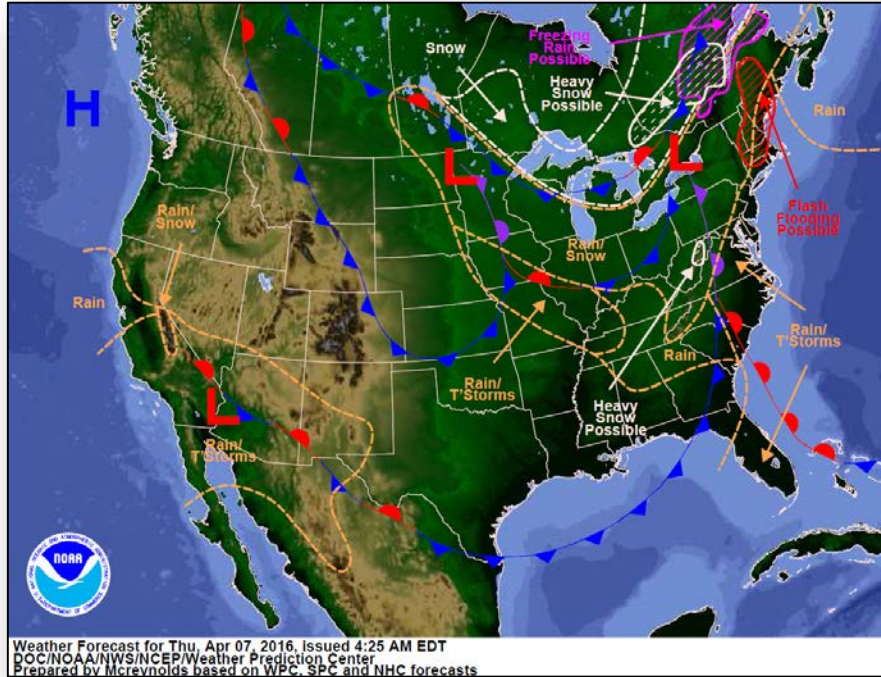 Snow
Freezing
Rain
Possible
Heavy
Snow
Possible
H
Rain
L
L
Flash
Flooding
Possible
Rain/
Snow
Rain/
Snow
Rain
Rain/
T'Storms
Rain
Rain/
T'Storms
L
Heavy
Snow
Possible
Rain/
T'Storms
NOAA
Weather Forecast for Thu, Apr 07, 2016, issued 4:25 AM EDT
DOC/NOAA/NWS/NCEP/Weather Prediction Center
Prepared by Mcreynolds based on WPC, SPC and NHC forecasts